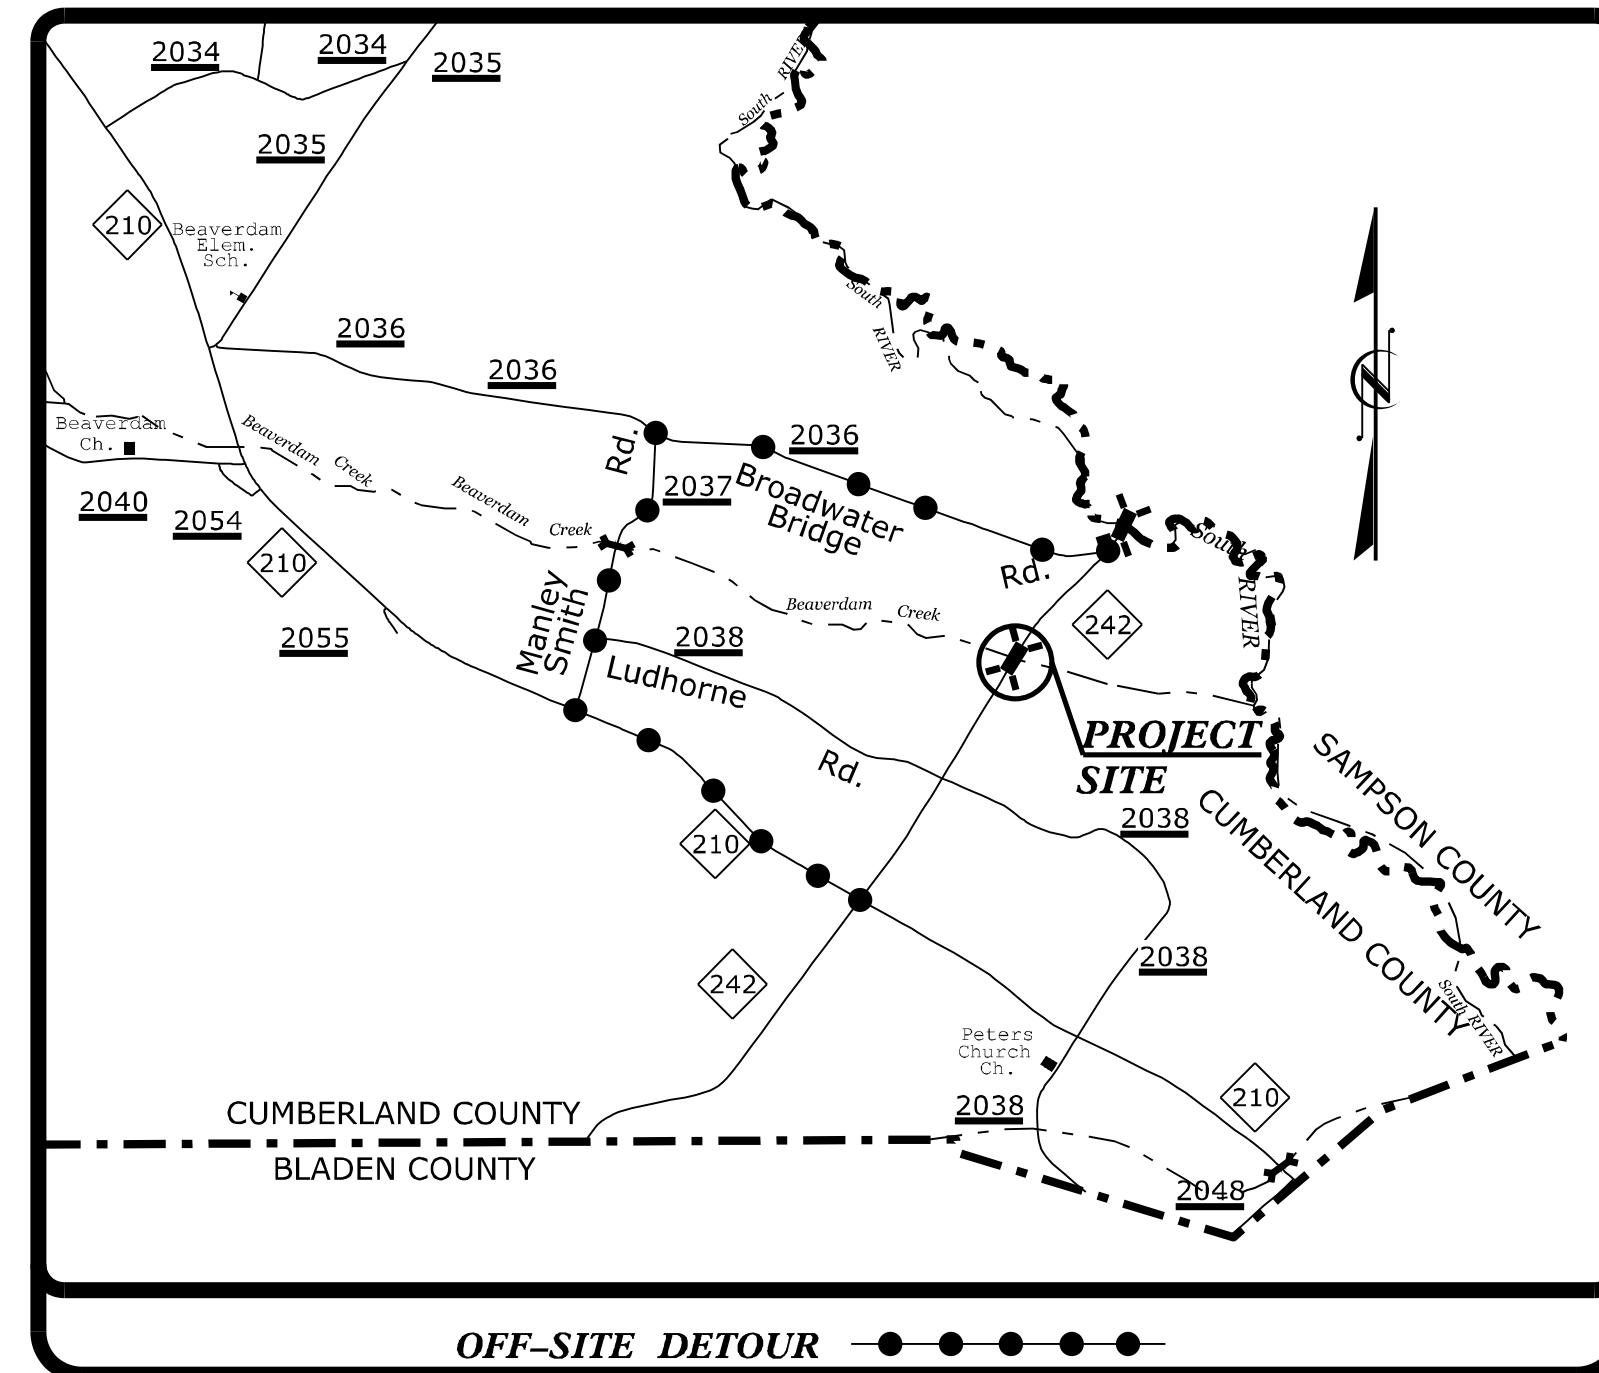 2034
2034
2035
2035
210
Beaverdam
Elem.
Sch.
South
RIVER
South
RIVER
2036
2036
2036
Beaverdam
Ch.
Beaverdam
Creek
Beaverdam
Creek
Rd.
2037
Broadwater
Bridge
Rd.
2040
2054
210
2055
Manley
Smith
2038
Ludhorne
Rd.
Beaverdam
Creek
242
South
RIVER
N
PROJECT
SITE
2038
SAMPSON COUNTY
CUMBERLAND COUNTY
210
242
2038
South RIVER
Peters
Church
Ch.
2038
210
2048
CUMBERLAND COUNTY
BLADEN COUNTY
OFF-SITE DETOUR